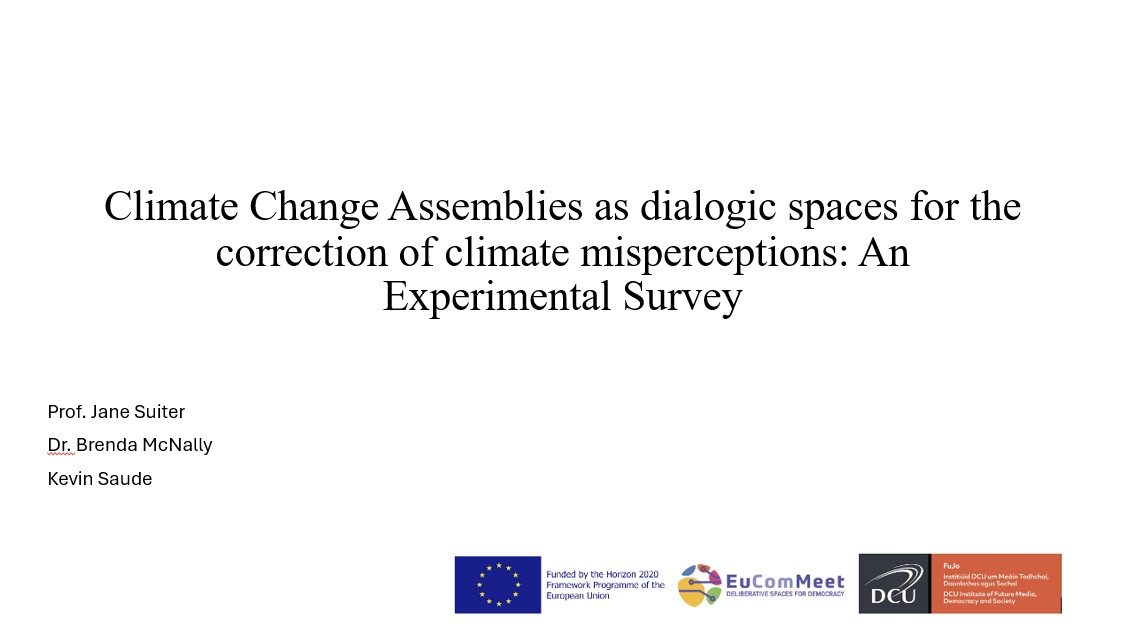 Climate Change Assemblies as dialogic spaces for the
correction of climate misperceptions: An
Experimental Survey
Prof. Jane Suiter
Dr. Brenda McNally
Kevin Saude
Funded by the Horizon 2020
Framework Programme of the
European Union
EuComMeet
DELIBERATIVE SPACES FOR DEMOCRACY
DCU
FuJo
Institiúid DCU um Meáin Todhchaí,
Daonlathas agus Sochaí
DCU Institute of Future Media,
Democracy and Society